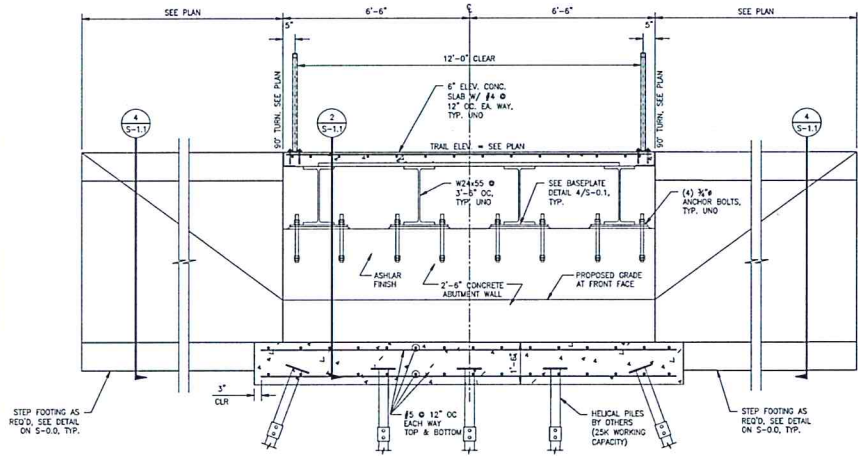 SEE PLAN
6'-6"
℄
6'-6"
SEE PLAN
5"
5"
12'-0" CLEAR
90° TURN, SEE PLAN
90° TURN, SEE PLAN
6" ELEV. CONC.
SLAB W/ #4 @
12" OC. EA. WAY,
TYP. UNO
4
S-1.1
2
S-1.1
4
S-1.1
TRAIL ELEV. = SEE PLAN
W24x55 @
3'-6" OC,
TYP. UNO
SEE BASEPLATE
DETAIL 4/S-0.1,
TYP.
(4) ¾"ø
ANCHOR BOLTS,
TYP. UNO
ASHLAR
FINISH
2'-6" CONCRETE
ABUTMENT WALL
PROPOSED GRADE
AT FRONT FACE
3"
CLR
STEP FOOTING AS
REQ'D, SEE DETAIL
ON S-0.0, TYP.
#5 @ 12" OC
EACH WAY
TOP & BOTTOM
HELICAL PILES
BY OTHERS
(25K WORKING
CAPACITY)
STEP FOOTING AS
REQ'D, SEE DETAIL
ON S-0.0, TYP.